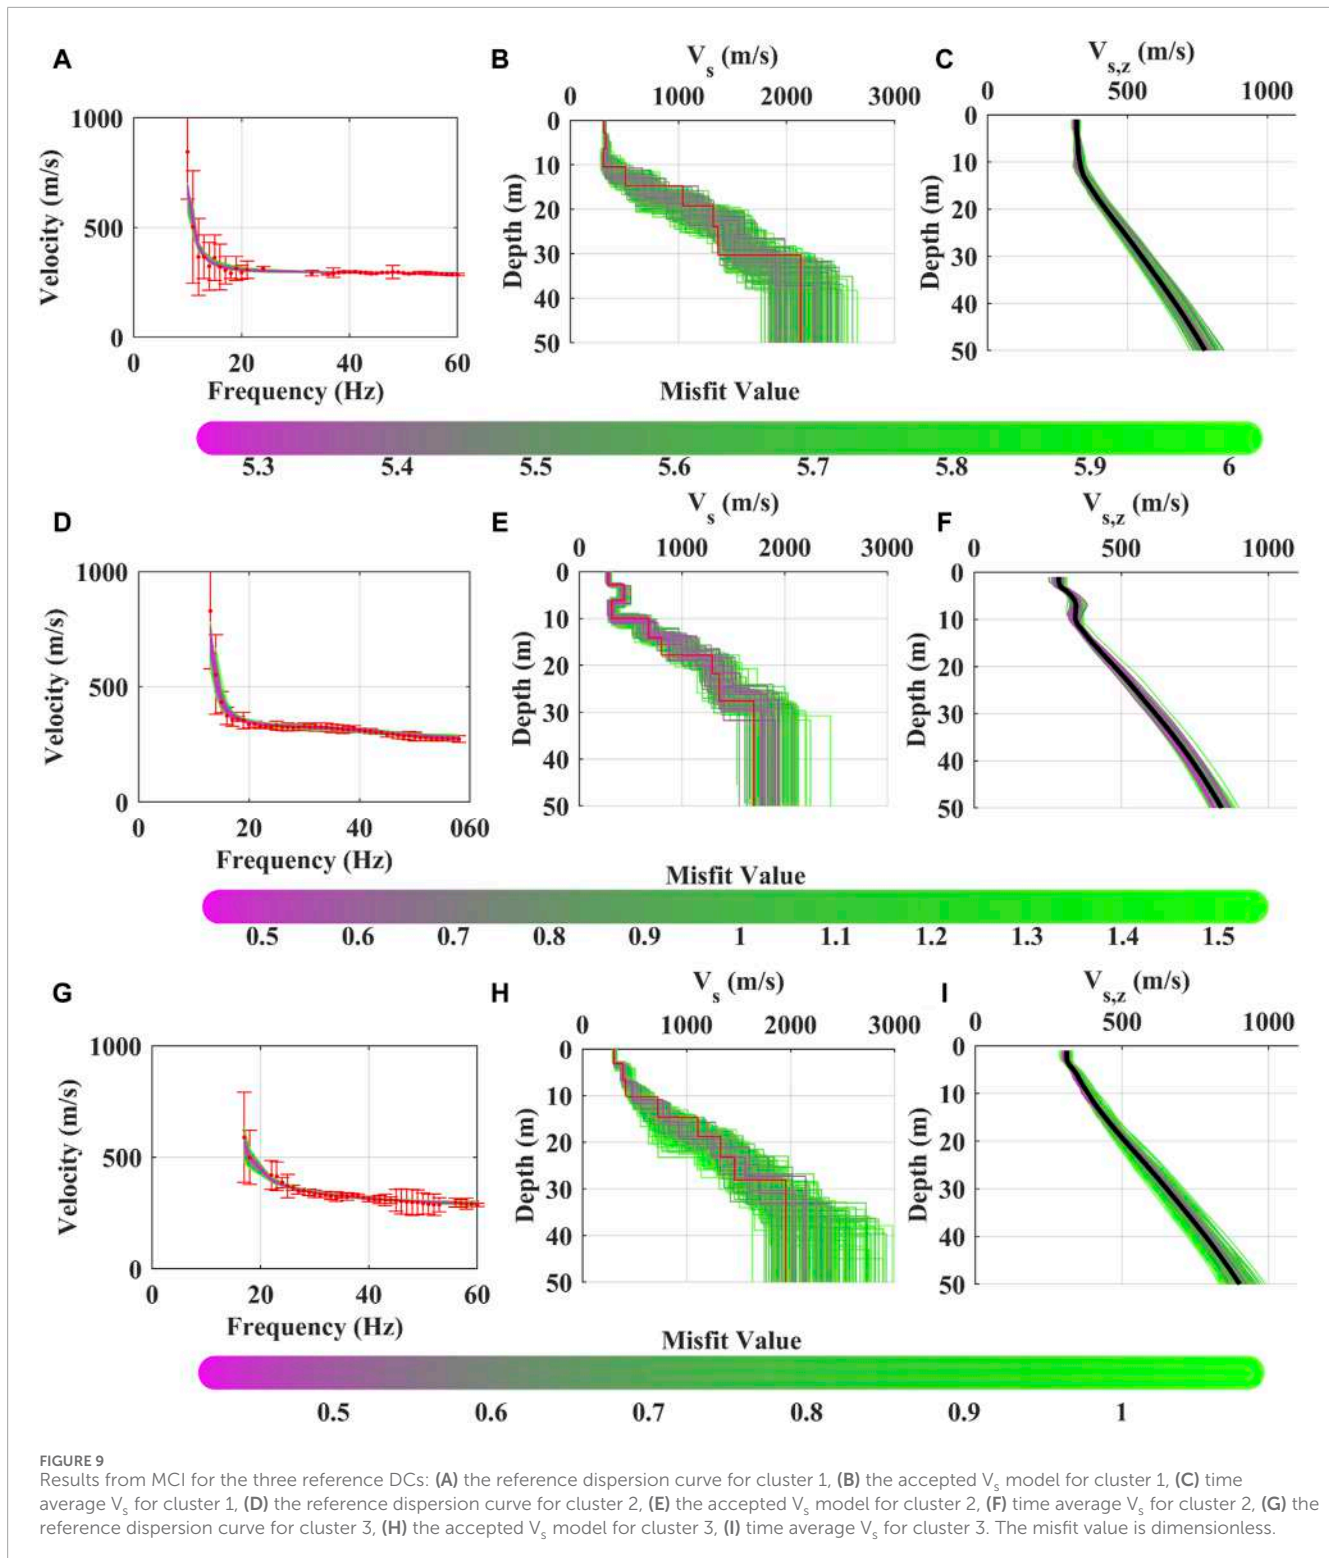 A
Velocity (m/s)
1000
500
0
0 20 40 60
Frequency (Hz)
B
Vs (m/s)
0 1000 2000 3000
Depth (m)
0
10
20
30
40
50
C
Vs,z (m/s)
0 500 1000
Depth (m)
0
10
20
30
40
50
Misfit Value
5.3 5.4 5.5 5.6 5.7 5.8 5.9 6
D
Velocity (m/s)
1000
500
0
0 20 40 060
Frequency (Hz)
E
Vs (m/s)
0 1000 2000 3000
Depth (m)
0
10
20
30
40
50
F
Vs,z (m/s)
0 500 1000
Depth (m)
0
10
20
30
40
50
Misfit Value
0.5 0.6 0.7 0.8 0.9 1 1.1 1.2 1.3 1.4 1.5
G
Velocity (m/s)
1000
500
0
0 20 40 60
Frequency (Hz)
H
Vs (m/s)
0 1000 2000 3000
Depth (m)
0
10
20
30
40
50
I
Vs,z (m/s)
0 500 1000
Depth (m)
0
10
20
30
40
50
Misfit Value
0.5 0.6 0.7 0.8 0.9 1
FIGURE 9
Results from MCI for the three reference DCs: (A) the reference dispersion curve for cluster 1, (B) the accepted Vs model for cluster 1, (C) time
average Vs for cluster 1, (D) the reference dispersion curve for cluster 2, (E) the accepted Vs model for cluster 2, (F) time average Vs for cluster 2, (G) the
reference dispersion curve for cluster 3, (H) the accepted Vs model for cluster 3, (I) time average Vs for cluster 3. The misfit value is dimensionless.